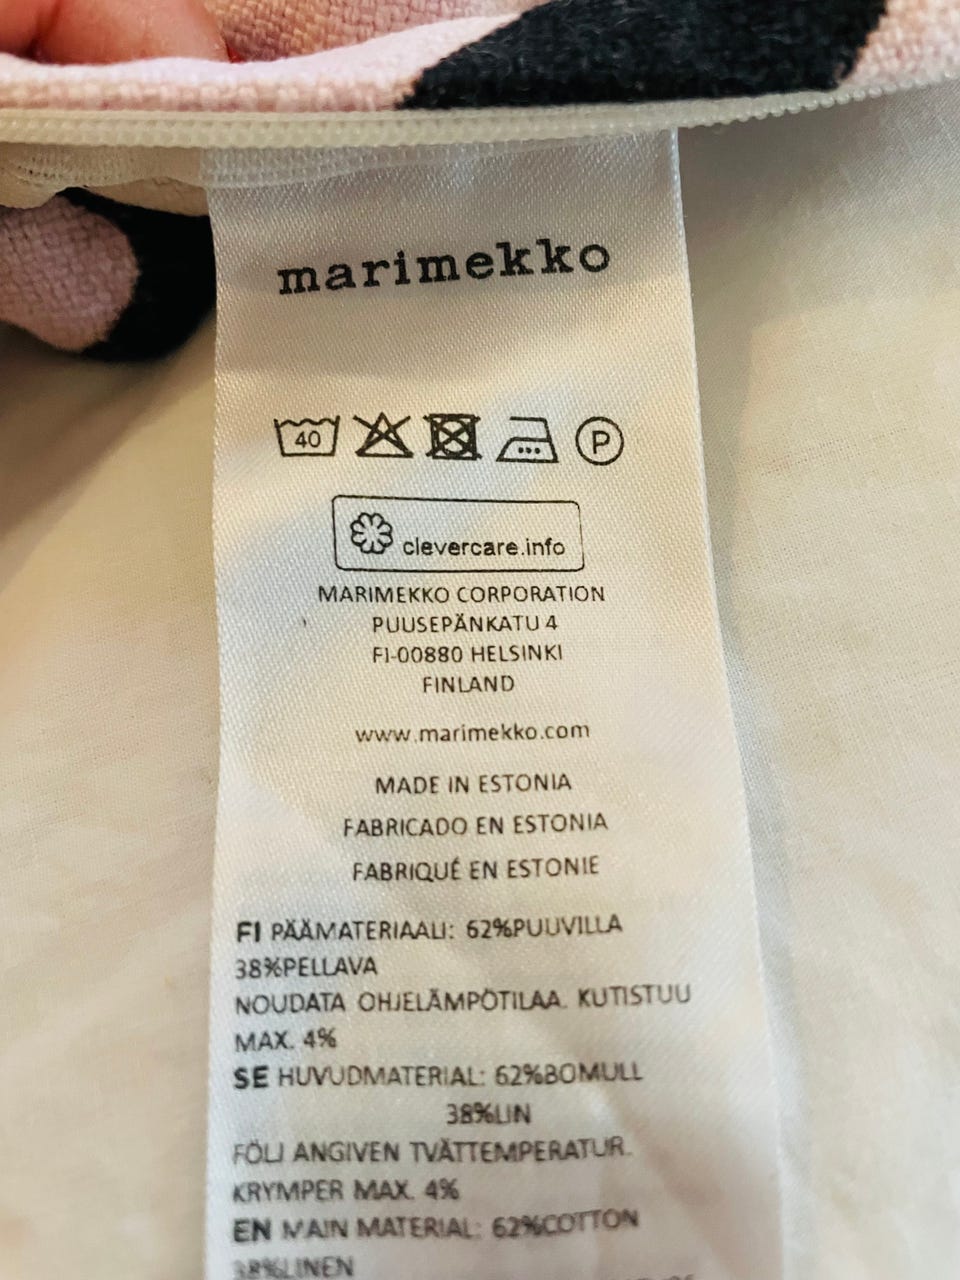 marimekko
40
P
clevercare.info
MARIMEKKO CORPORATION
PUUSEPÄNKATU 4
FI-00880 HELSINKI
FINLAND
www.marimekko.com
MADE IN ESTONIA
FABRICADO EN ESTONIA
FABRIQUÉ EN ESTONIE
FI PÄÄMATERIAALI: 62%PUUVILLA
38%PELLAVA
NOUDATA OHJELÄMPÖTILAA. KUTISTUU
MAX. 4%
SE HUVUDMATERIAL: 62%BOMULL
38%LIN
FÖLJ ANGIVEN TVÄTTEMPERATUR.
KRYMPER MAX. 4%
EN MAIN MATERIAL: 62%COTTON
38%LINEN